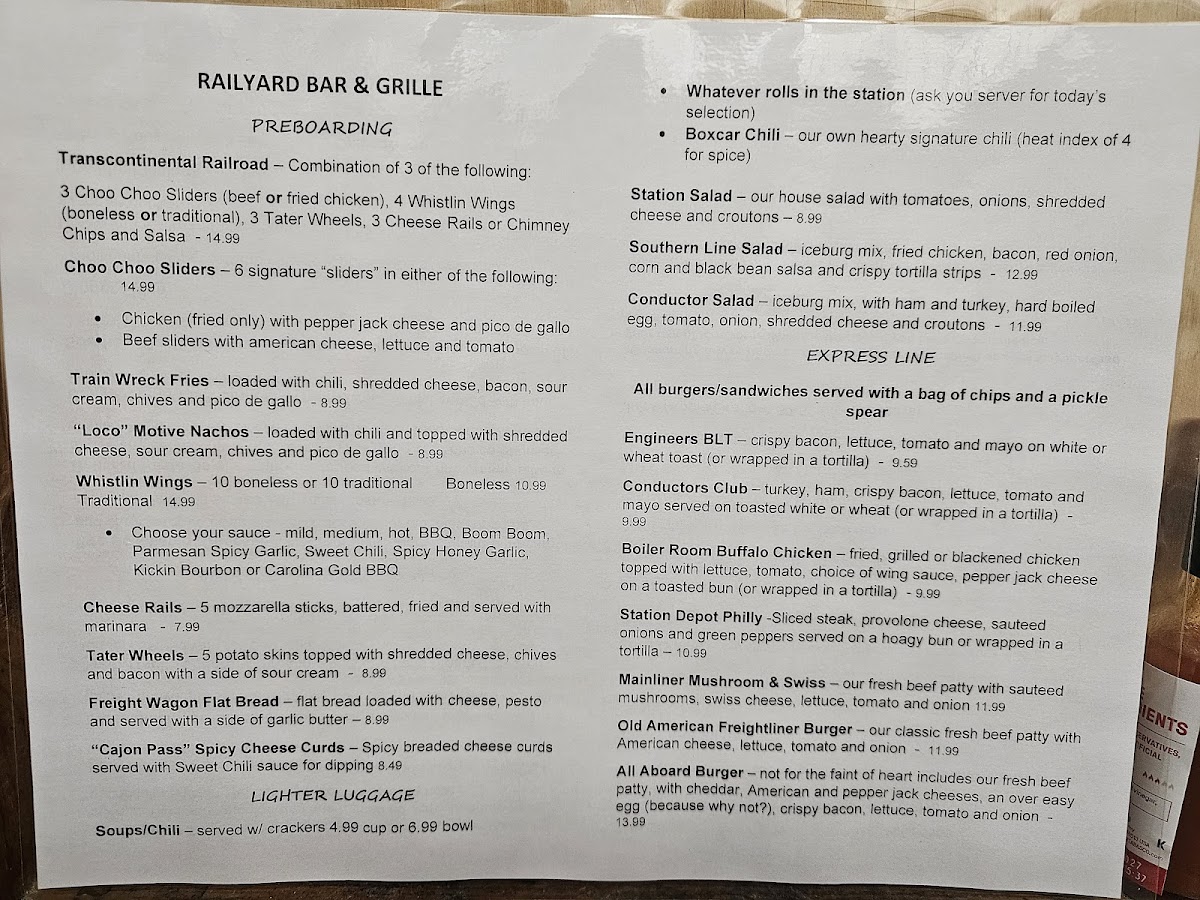 RAILYARD BAR & GRILLE
PREBOARDING
Transcontinental Railroad – Combination of 3 of the following:
3 Choo Choo Sliders (beef or fried chicken), 4 Whistlin Wings
(boneless or traditional), 3 Tater Wheels, 3 Cheese Rails or Chimney
Chips and Salsa - 14.99
Choo Choo Sliders – 6 signature “sliders” in either of the following:
14.99
• Chicken (fried only) with pepper jack cheese and pico de gallo
• Beef sliders with american cheese, lettuce and tomato
Train Wreck Fries – loaded with chili, shredded cheese, bacon, sour
cream, chives and pico de gallo - 8.99
“Loco” Motive Nachos – loaded with chili and topped with shredded
cheese, sour cream, chives and pico de gallo - 8.99
Whistlin Wings – 10 boneless or 10 traditional Boneless 10.99
Traditional 14.99
• Choose your sauce - mild, medium, hot, BBQ, Boom Boom,
Parmesan Spicy Garlic, Sweet Chili, Spicy Honey Garlic,
Kickin Bourbon or Carolina Gold BBQ
Cheese Rails – 5 mozzarella sticks, battered, fried and served with
marinara - 7.99
Tater Wheels – 5 potato skins topped with shredded cheese, chives
and bacon with a side of sour cream - 8.99
Freight Wagon Flat Bread – flat bread loaded with cheese, pesto
and served with a side of garlic butter – 8.99
“Cajon Pass” Spicy Cheese Curds – Spicy breaded cheese curds
served with Sweet Chili sauce for dipping 8.49
LIGHTER LUGGAGE
Soups/Chili – served w/ crackers 4.99 cup or 6.99 bowl
• Whatever rolls in the station (ask you server for today’s
selection)
• Boxcar Chili – our own hearty signature chili (heat index of 4
for spice)
Station Salad – our house salad with tomatoes, onions, shredded
cheese and croutons – 8.99
Southern Line Salad – iceburg mix, fried chicken, bacon, red onion,
corn and black bean salsa and crispy tortilla strips - 12.99
Conductor Salad – iceburg mix, with ham and turkey, hard boiled
egg, tomato, onion, shredded cheese and croutons - 11.99
EXPRESS LINE
All burgers/sandwiches served with a bag of chips and a pickle
spear
Engineers BLT – crispy bacon, lettuce, tomato and mayo on white or
wheat toast (or wrapped in a tortilla) - 9.59
Conductors Club – turkey, ham, crispy bacon, lettuce, tomato and
mayo served on toasted white or wheat (or wrapped in a tortilla) -
9.99
Boiler Room Buffalo Chicken – fried, grilled or blackened chicken
topped with lettuce, tomato, choice of wing sauce, pepper jack cheese
on a toasted bun (or wrapped in a tortilla) - 9.99
Station Depot Philly -Sliced steak, provolone cheese, sauteed
onions and green peppers served on a hoagy bun or wrapped in a
tortilla – 10.99
Mainliner Mushroom & Swiss – our fresh beef patty with sauteed
mushrooms, swiss cheese, lettuce, tomato and onion 11.99
Old American Freightliner Burger – our classic fresh beef patty with
American cheese, lettuce, tomato and onion - 11.99
All Aboard Burger – not for the faint of heart includes our fresh beef
patty, with cheddar, American and pepper jack cheeses, an over easy
egg (because why not?), crispy bacon, lettuce, tomato and onion -
13.99